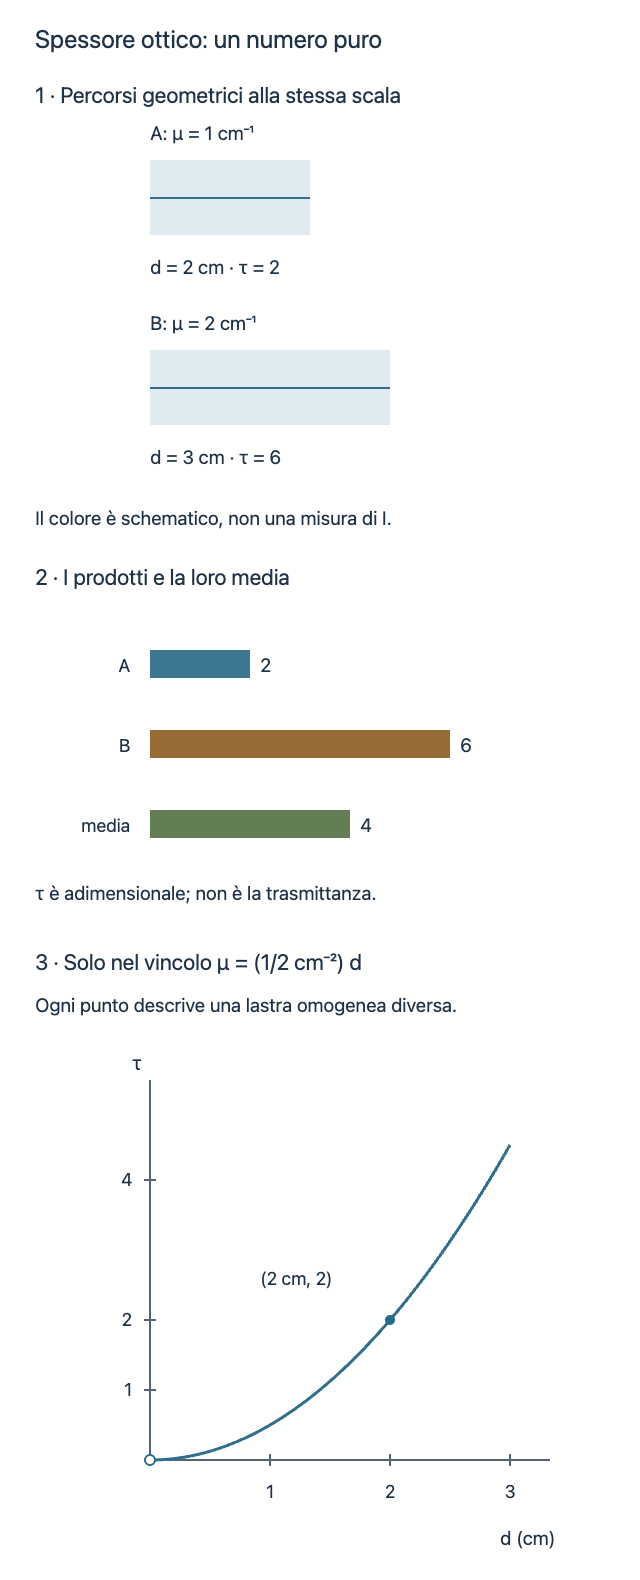 Spessore ottico: un numero puro
1 · Percorsi geometrici alla stessa scala
A: μ = 1 cm⁻¹
d = 2 cm · τ = 2
B: μ = 2 cm⁻¹
d = 3 cm · τ = 6
Il colore è schematico, non una misura di I.
2 · I prodotti e la loro media
A 2
B 6
media 4
τ è adimensionale; non è la trasmittanza.
3 · Solo nel vincolo μ = (1/2 cm⁻²) d
Ogni punto descrive una lastra omogenea diversa.
τ
4
(2 cm, 2)
2
1
1 2 3
d (cm)